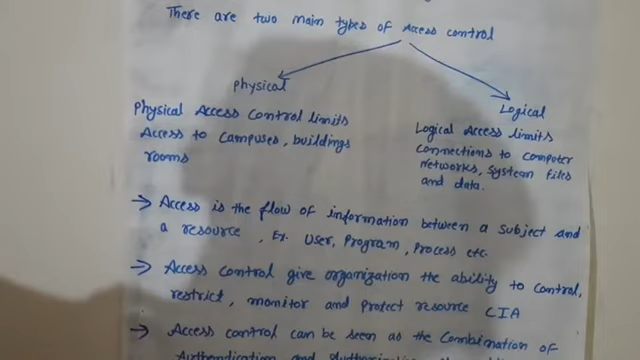 There are two main types of Access control
Physical
Logical
Physical Access Control limits
Access to Campuses, buildings
rooms
Logical Access limits
connections to computer
networks, System files
and data.
→ Access is the flow of information between a subject and
a resource, Ex. User, Program, Process etc.
→ Access Control give organization the ability to control,
restrict, monitor and protect resource CIA
→ Access control can be seen as the Combination of
Authentication and Authorization